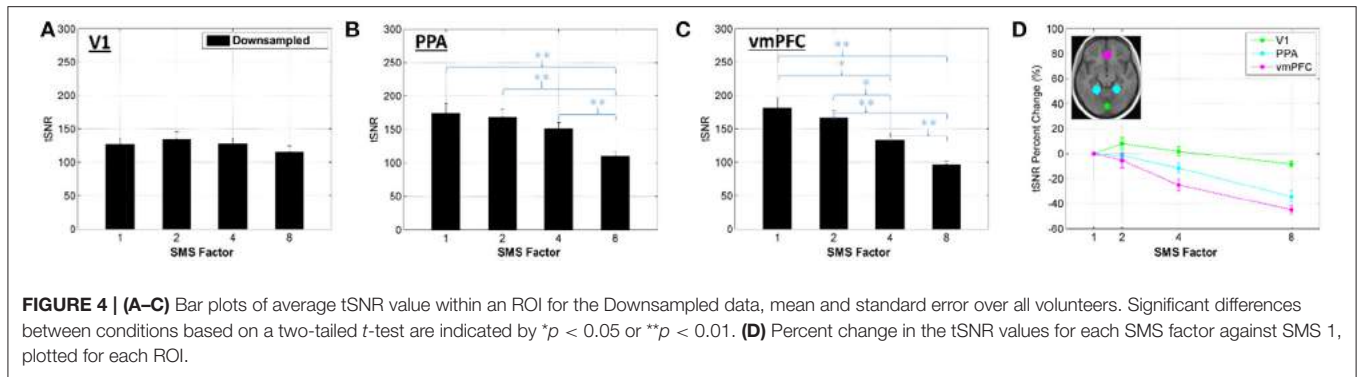 A
V1
Downsampled
tSNR
300
250
200
150
100
50
0
1 2 4 8
SMS Factor
B
PPA
**
**
**
tSNR
300
250
200
150
100
50
0
1 2 4 8
SMS Factor
C
vmPFC
**
*
*
**
**
tSNR
300
250
200
150
100
50
0
1 2 4 8
SMS Factor
D
V1
PPA
vmPFC
tSNR Percent Change (%)
100
80
60
40
20
0
-20
-40
-60
1 2 4 8
SMS Factor
FIGURE 4 | (A–C) Bar plots of average tSNR value within an ROI for the Downsampled data, mean and standard error over all volunteers. Significant differences
between conditions based on a two-tailed t-test are indicated by *p < 0.05 or **p < 0.01. (D) Percent change in the tSNR values for each SMS factor against SMS 1,
plotted for each ROI.